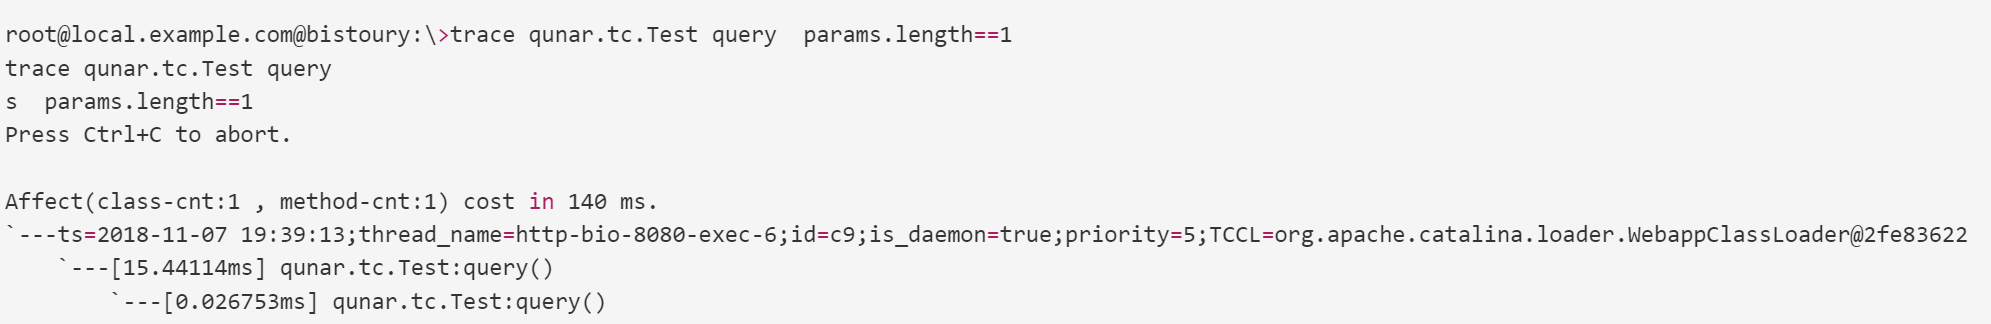 root@local.example.com@bistoury:\>trace qunar.tc.Test query  params.length==1
trace qunar.tc.Test query
s  params.length==1
Press Ctrl+C to abort.

Affect(class-cnt:1 , method-cnt:1) cost in 140 ms.
`---ts=2018-11-07 19:39:13;thread_name=http-bio-8080-exec-6;id=c9;is_daemon=true;priority=5;TCCL=org.apache.catalina.loader.WebappClassLoader@2fe83622
    `---[15.44114ms] qunar.tc.Test:query()
        `---[0.026753ms] qunar.tc.Test:query()